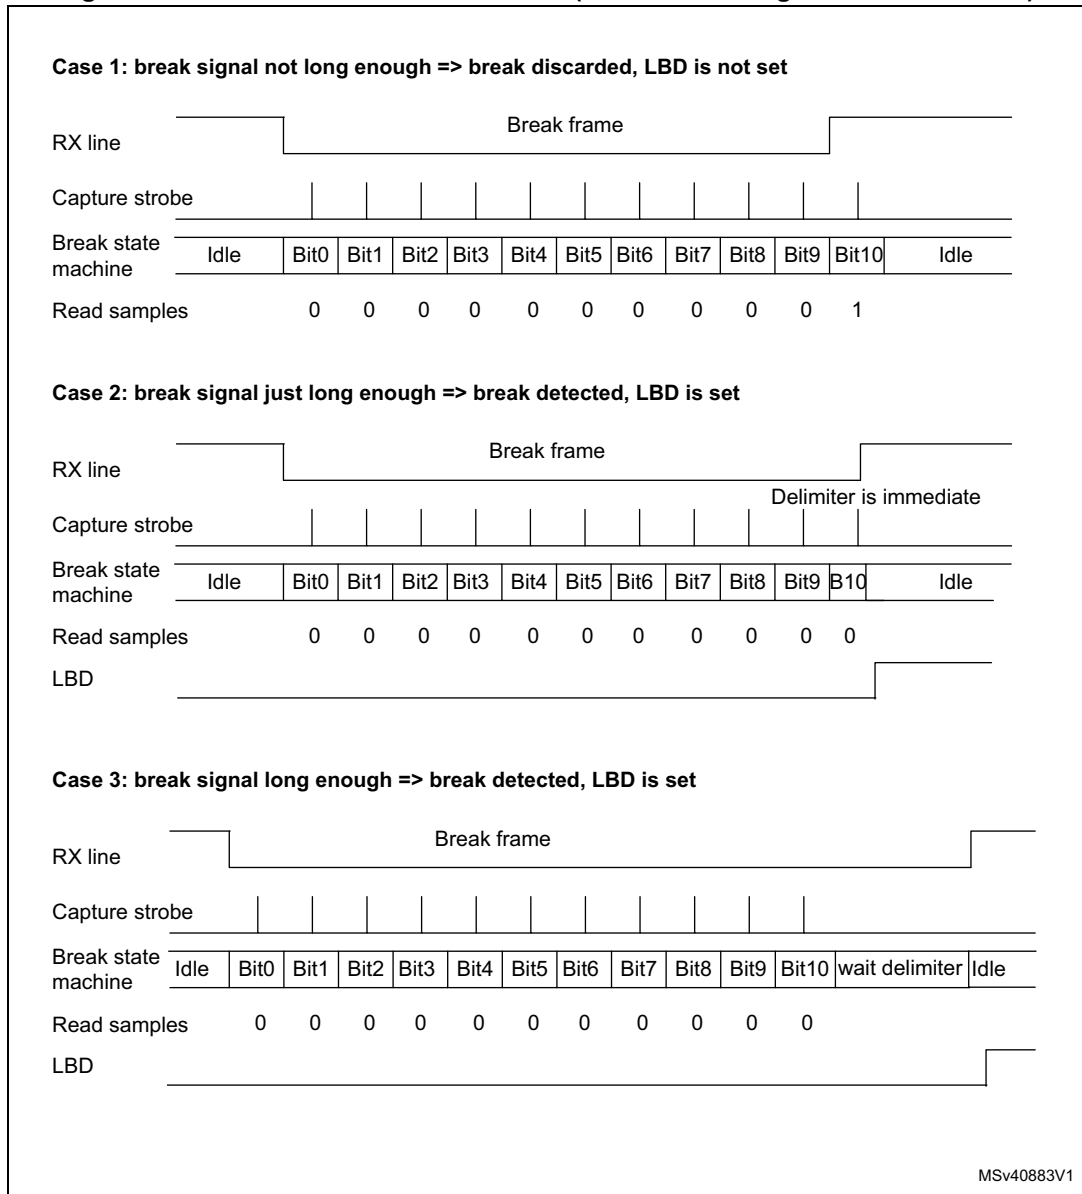 Case 1: break signal not long enough => break discarded, LBD is not set
Break frame
RX line
Capture strobe
Break state machine Idle Bit0 Bit1 Bit2 Bit3 Bit4 Bit5 Bit6 Bit7 Bit8 Bit9 Bit10 Idle
Read samples 0 0 0 0 0 0 0 0 0 0 1
Case 2: break signal just long enough => break detected, LBD is set
Break frame
RX line
Delimiter is immediate
Capture strobe
Break state machine Idle Bit0 Bit1 Bit2 Bit3 Bit4 Bit5 Bit6 Bit7 Bit8 Bit9 B10 Idle
Read samples 0 0 0 0 0 0 0 0 0 0 0
LBD
Case 3: break signal long enough => break detected, LBD is set
Break frame
RX line
Capture strobe
Break state machine Idle Bit0 Bit1 Bit2 Bit3 Bit4 Bit5 Bit6 Bit7 Bit8 Bit9 Bit10 wait delimiter Idle
Read samples 0 0 0 0 0 0 0 0 0 0 0
LBD
MSv40883V1